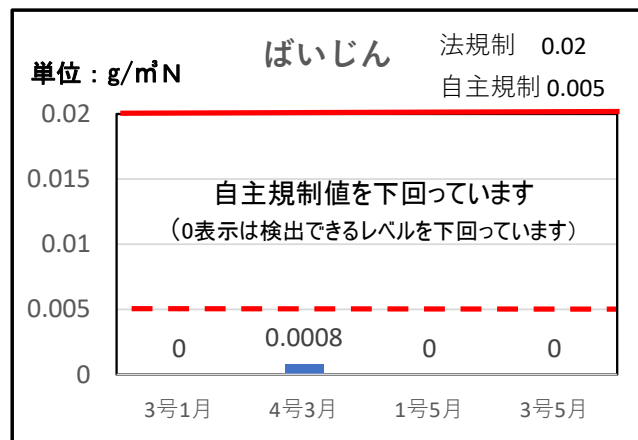 ばいじん
法規制 0.02
単位：g/㎥N
自主規制 0.005
0.02
0.015
自主規制値を下回っています
（0表示は検出できるレベルを下回っています）
0.01
0.005
0 0.0008 0 0
0
3号1月 4号3月 1号5月 3号5月